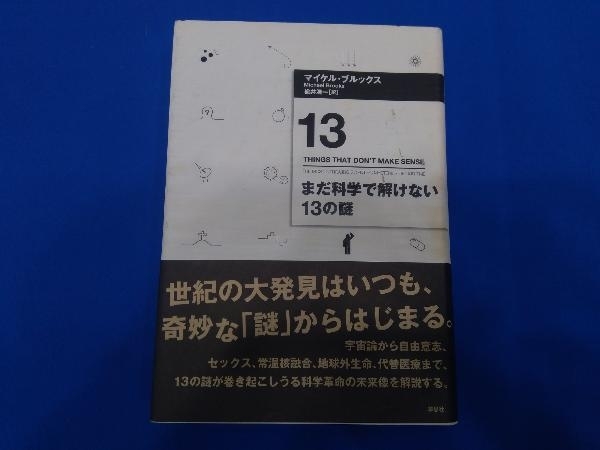 マイケル・ブルックス
Michael Brooks
楡井浩一[訳]
13
THINGS THAT DON'T MAKE SENSE
まだ科学で解けない
13の謎
世紀の大発見はいつも、
奇妙な「謎」からはじまる。
宇宙論から自由意志、
セックス、常温核融合、地球外生命、代替医療まで、
13の謎が巻き起こしうる科学革命の未来像を解説する。
草思社